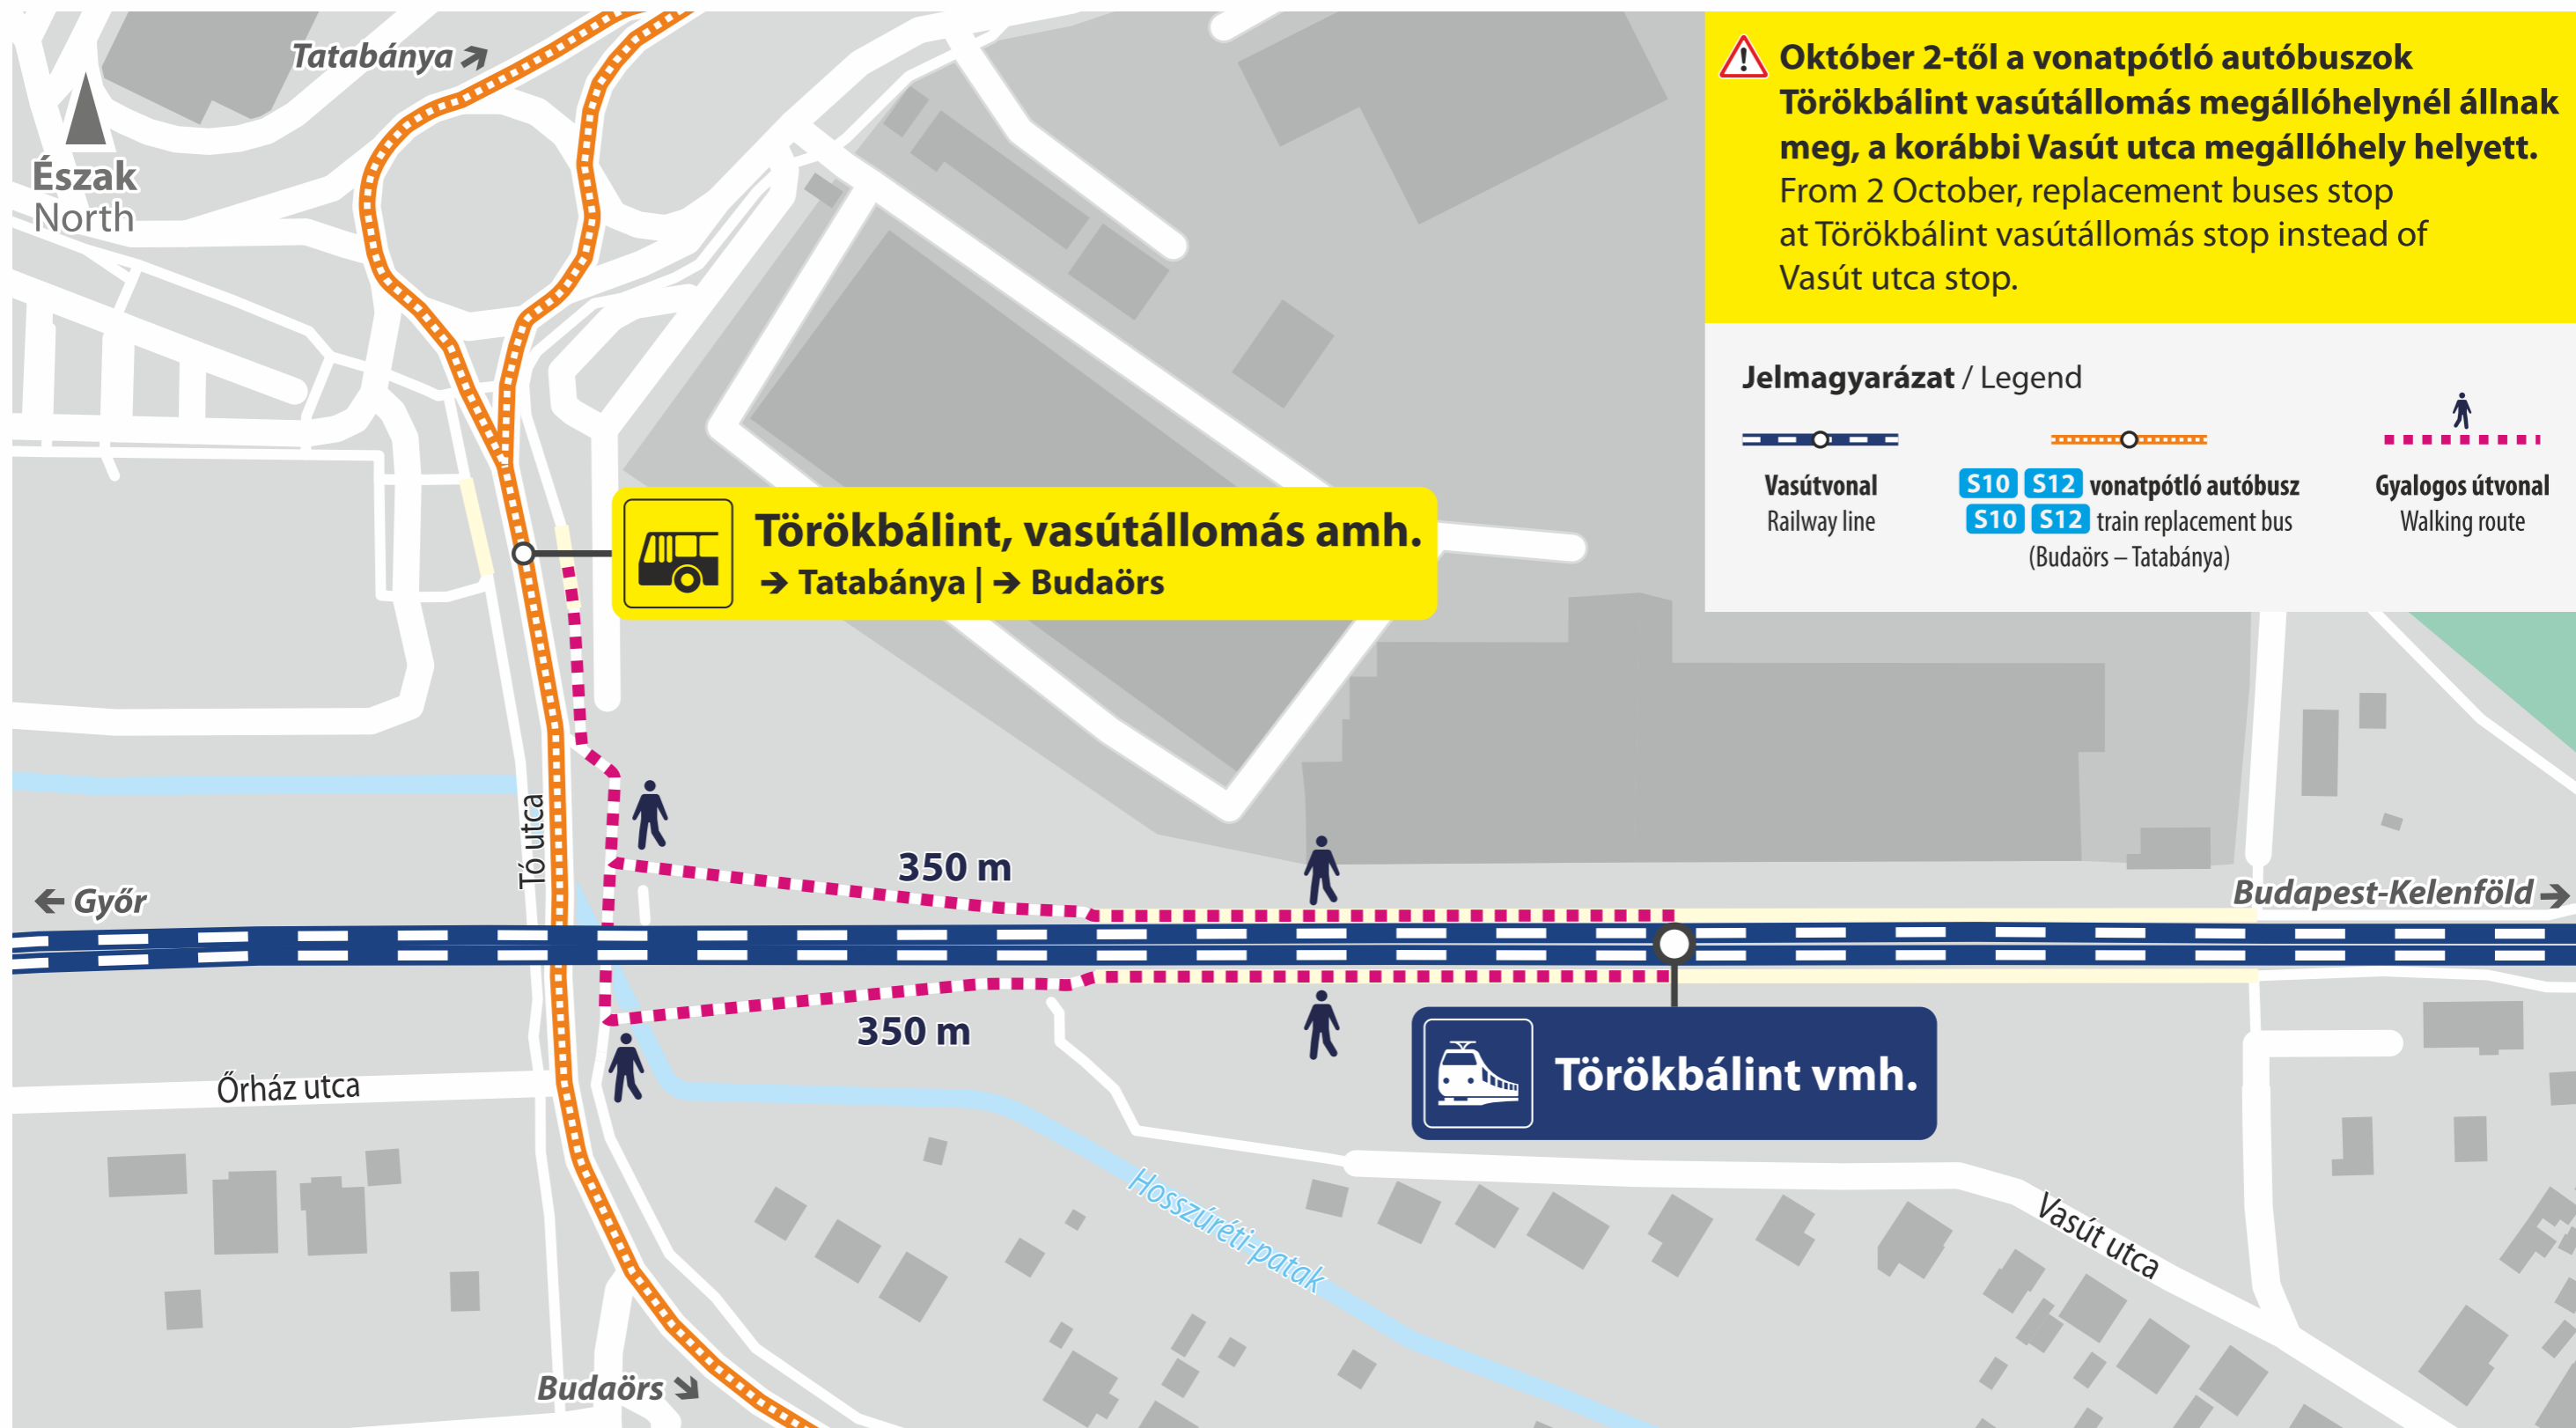 Tatabánya
Észak
North
Október 2-től a vonatpótló autóbuszok
Törökbálint vasútállomás megállóhelynél állnak
meg, a korábbi Vasút utca megállóhely helyett.
From 2 October, replacement buses stop
at Törökbálint vasútállomás stop instead of
Vasút utca stop.
Jelmagyarázat / Legend
Vasútvonal
Railway line
S10 S12 vonatpótló autóbusz
S10 S12 train replacement bus
(Budaörs – Tatabánya)
Gyalogos útvonal
Walking route
Törökbálint, vasútállomás amh.
→ Tatabánya | → Budaörs
Tó utca
350 m
← Győr
Budapest-Kelenföld →
350 m
Törökbálint vmh.
Őrház utca
Hosszúréti-patak
Vasút utca
Budaörs